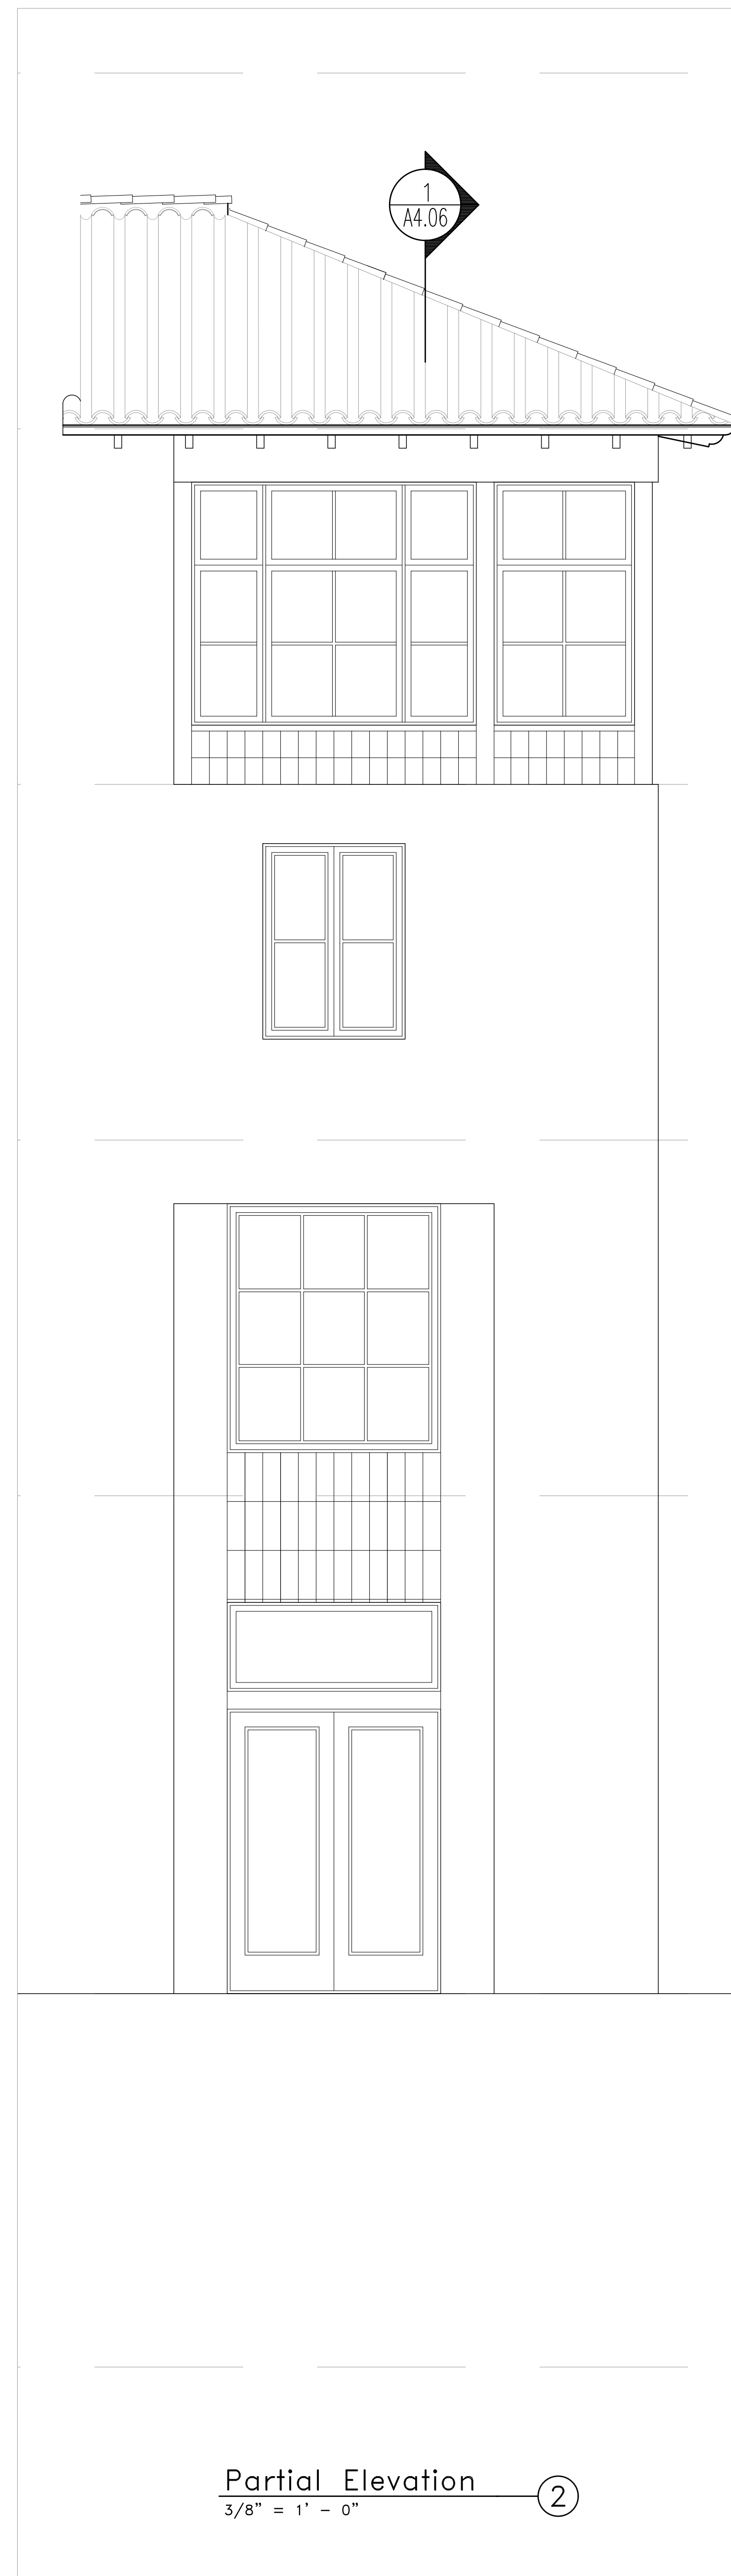 1
A4.06
Partial Elevation
2
3/8" = 1' - 0"